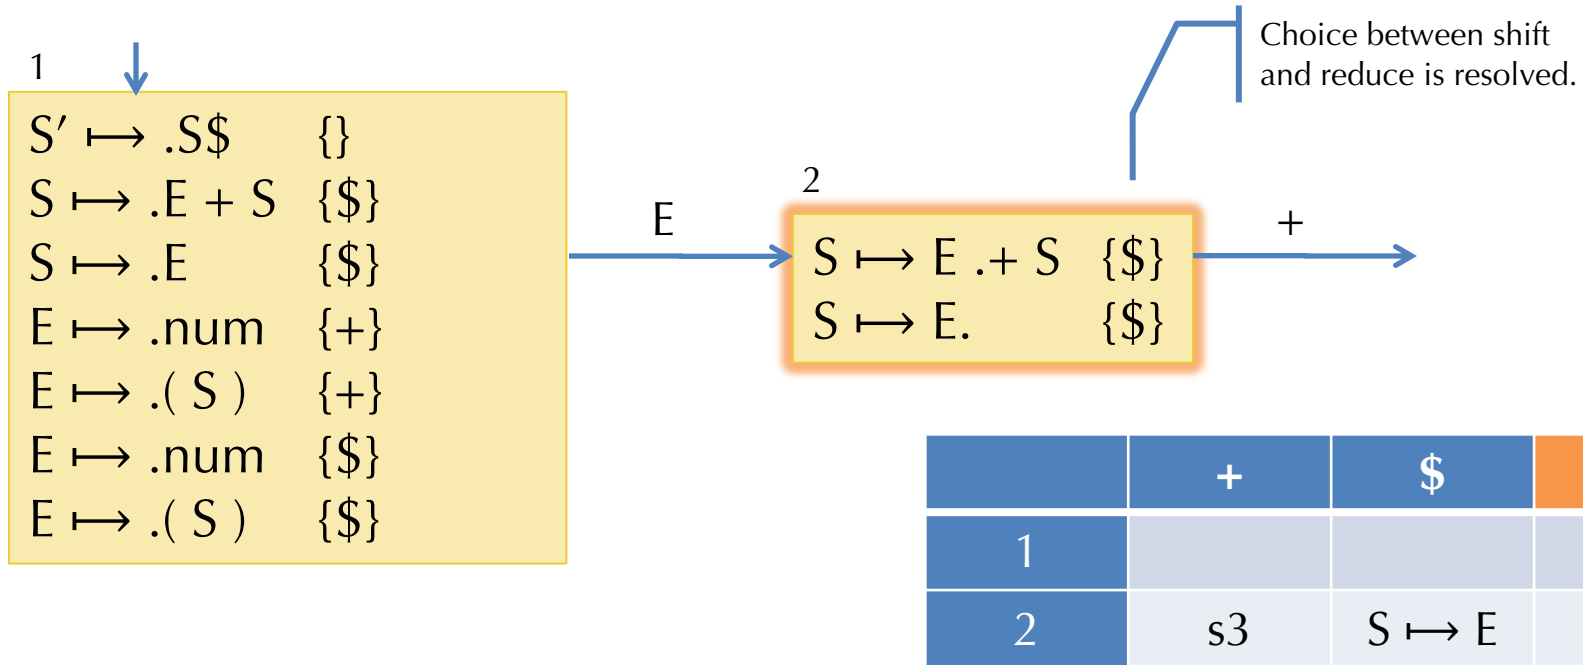 Choice between shift
and reduce is resolved.
1
S′ ⟼ .S$ {}
S ⟼ .E + S {$}
S ⟼ .E {$}
E ⟼ .num {+}
E ⟼ .( S ) {+}
E ⟼ .num {$}
E ⟼ .( S ) {$}
E
2
S ⟼ E .+ S {$}
S ⟼ E. {$}
+
+ $
1
2 s3 S ⟼ E